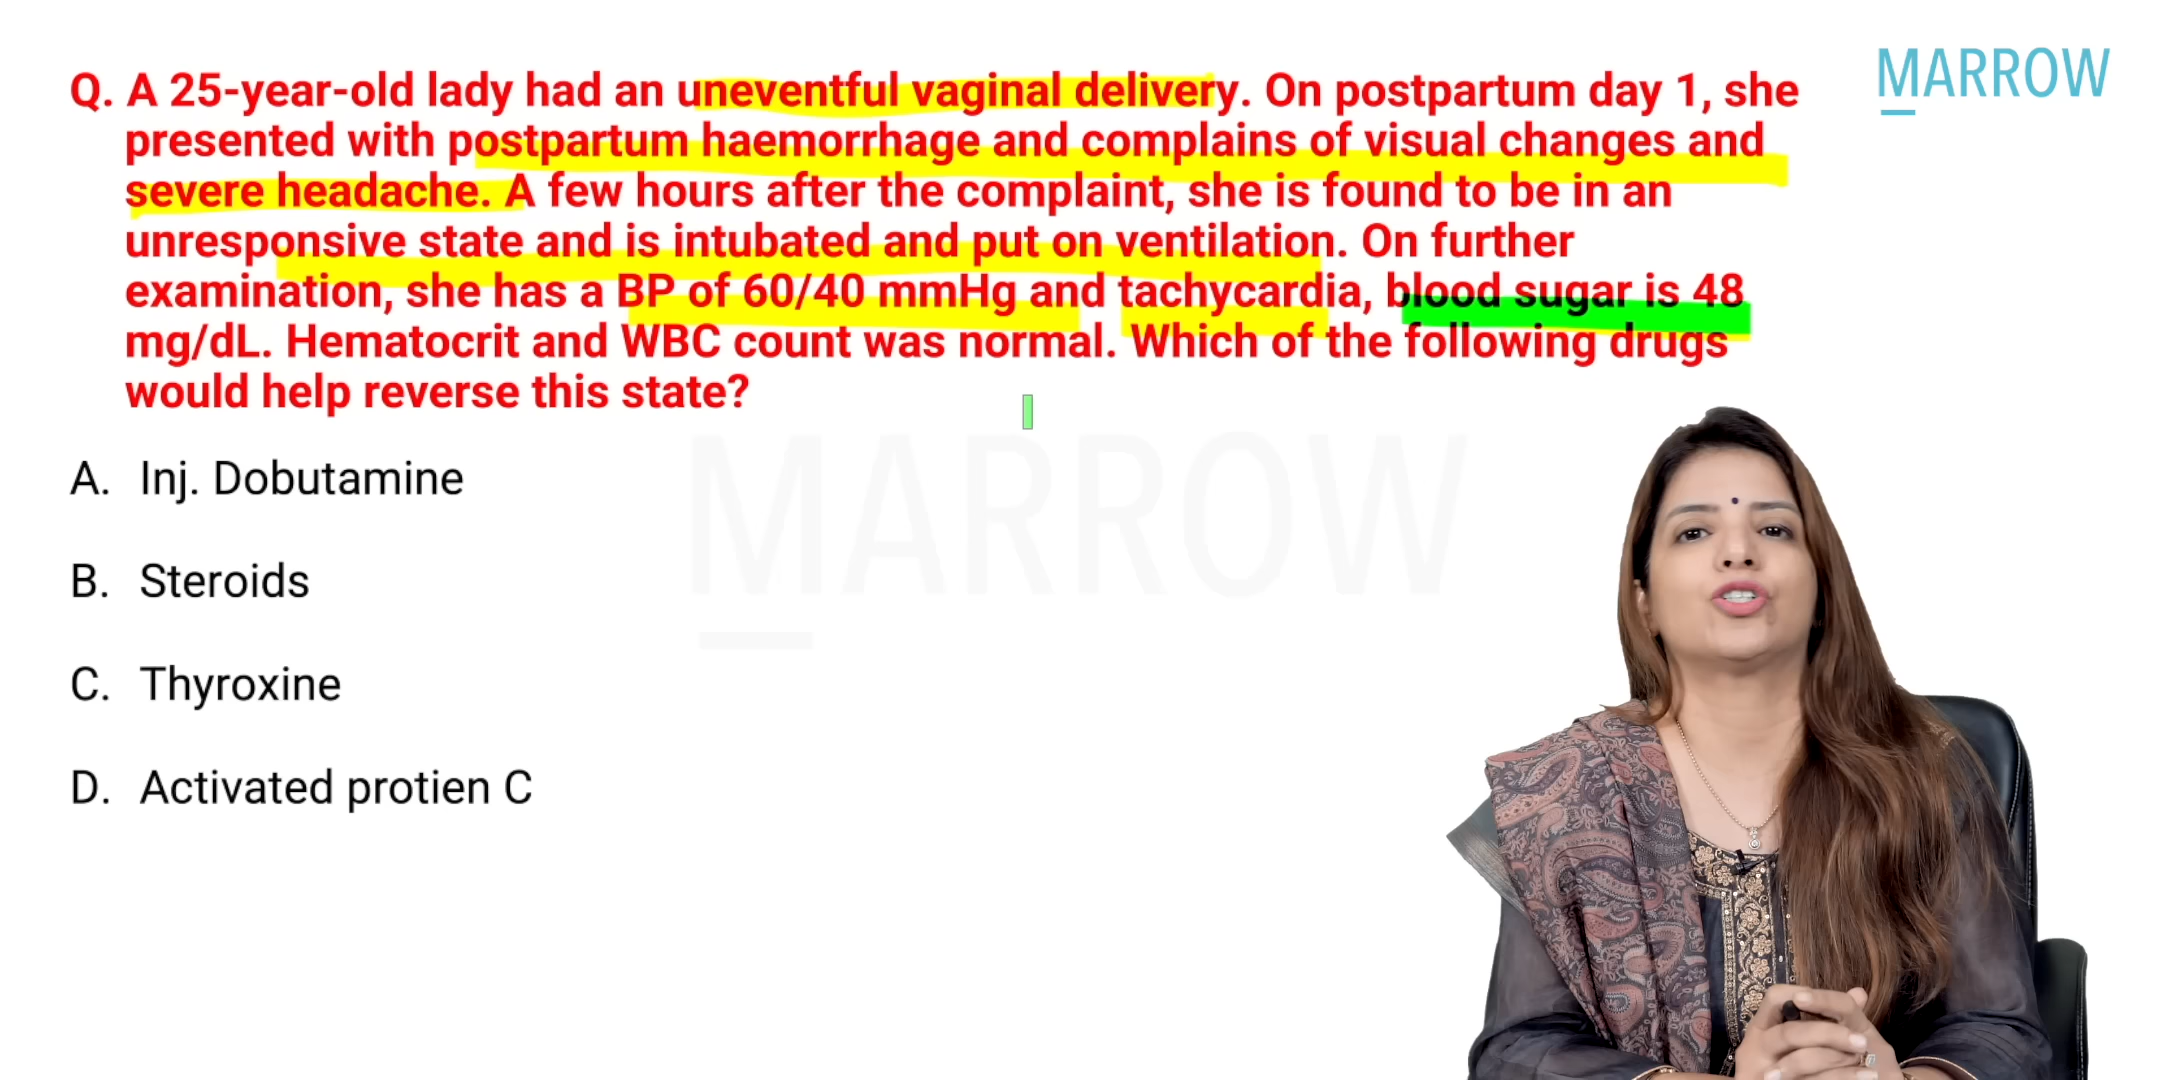 MARROW
Q. A 25-year-old lady had an uneventful vaginal delivery. On postpartum day 1, she
presented with postpartum haemorrhage and complains of visual changes and
severe headache. A few hours after the complaint, she is found to be in an
unresponsive state and is intubated and put on ventilation. On further
examination, she has a BP of 60/40 mmHg and tachycardia, blood sugar is 48
mg/dL. Hematocrit and WBC count was normal. Which of the following drugs
would help reverse this state?
MARROW
A. Inj. Dobutamine
B. Steroids
C. Thyroxine
D. Activated protien C